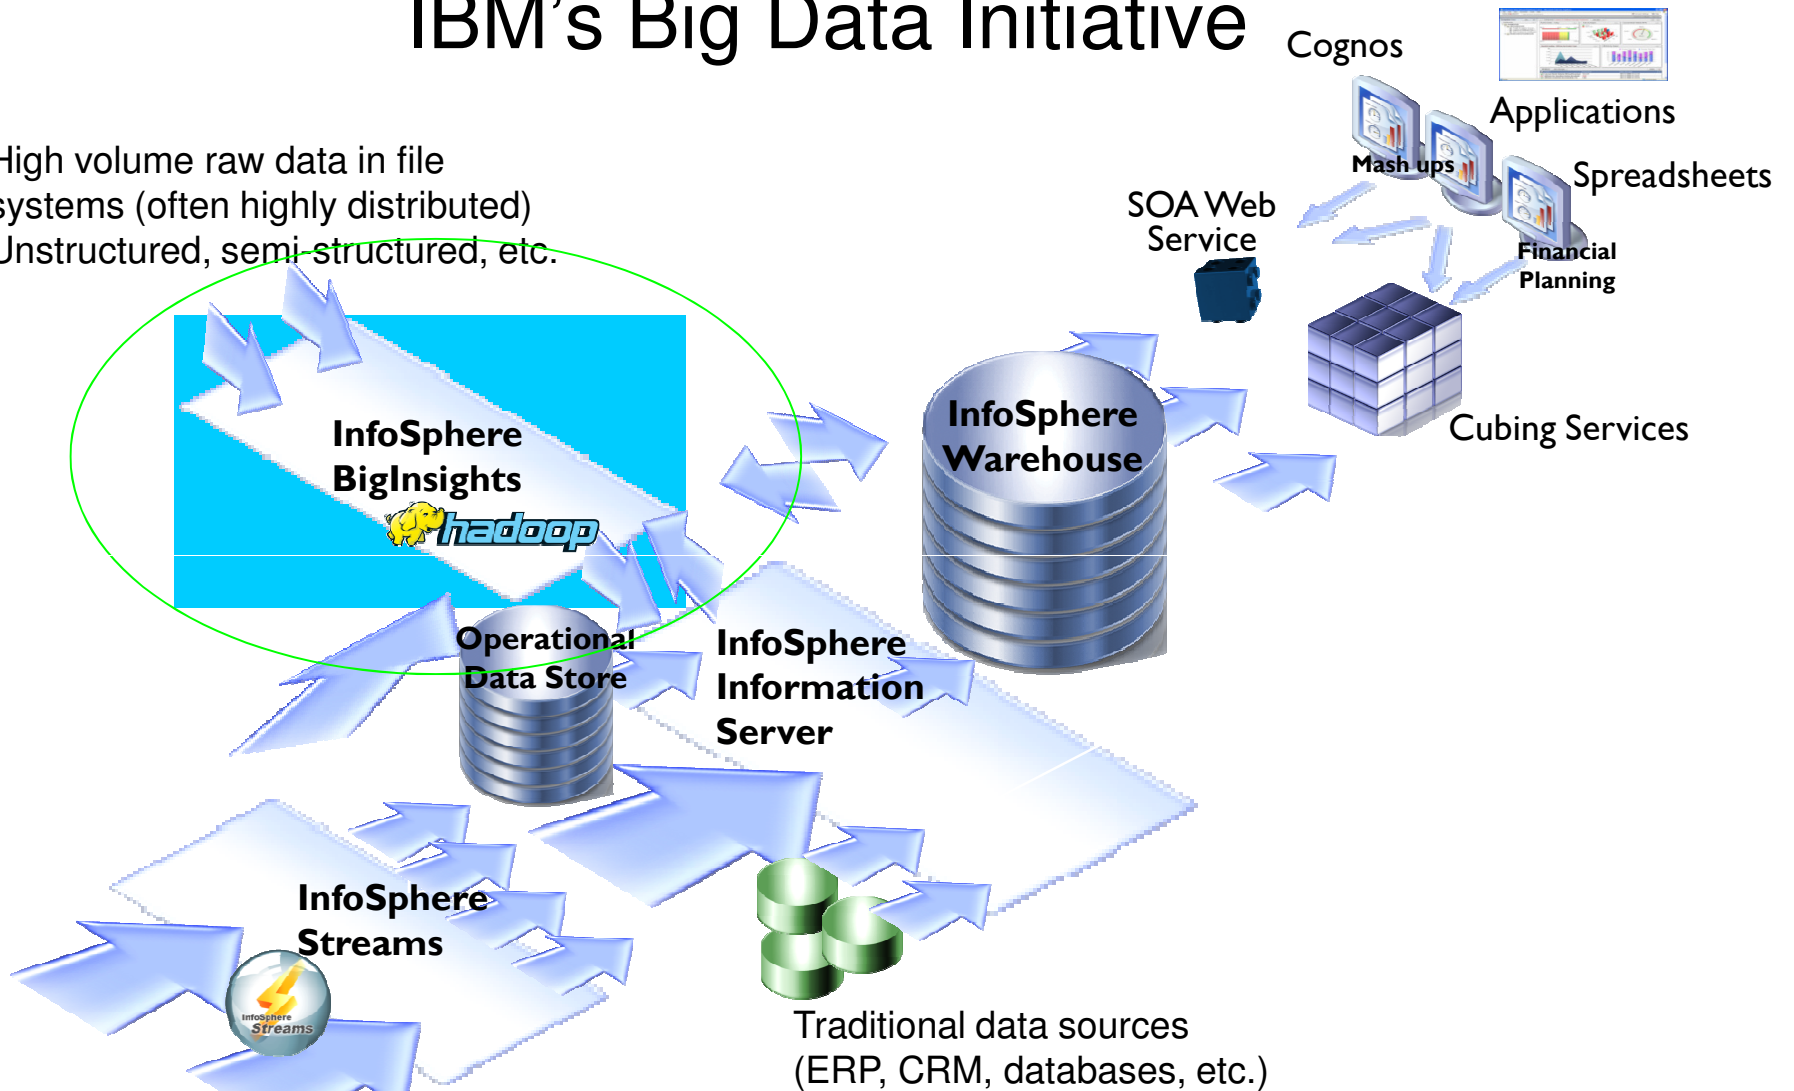 IBM's Big Data Initiative
Cognos
Applications
Mash ups
Spreadsheets
High volume raw data in file
systems (often highly distributed)
Unstructured, semi-structured, etc.
SOA Web
Service
Financial
Planning
InfoSphere
BigInsights
hadoop
InfoSphere
Warehouse
Cubing Services
Operational
Data Store
InfoSphere
Information
Server
InfoSphere
Streams
InfoSphere
Streams
Traditional data sources
(ERP, CRM, databases, etc.)